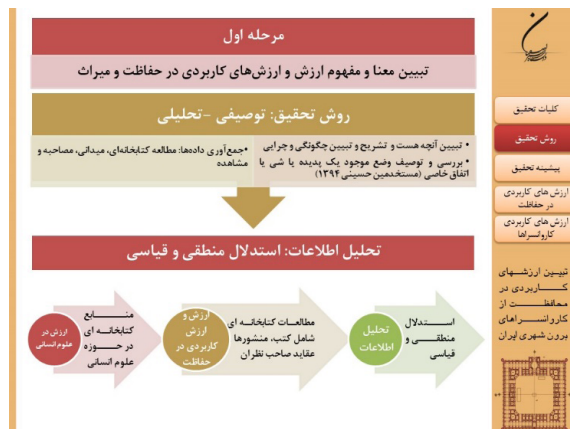 مرحله اول
تبیین معنا و مفهوم ارزش و ارزش‌های کاربردی در حفاظت و میراث
روش تحقیق: توصیفی -تحلیلی
• تبیین آنچه هست و تشریح و تبیین چگونگی و چرایی
• بررسی و توصیف وضع موجود یک پدیده یا شی یا
اتفاق خاصی (مستخدمین حسینی ۱۳۹۴)
•جمع‌آوری داده‌ها: مطالعه کتابخانه‌ای، میدانی، مصاحبه و
مشاهده
تحلیل اطلاعات: استدلال منطقی و قیاسی
ارزش در
علوم انسانی
منابع
کتابخانه ای
در حوزه
علوم انسانی
ارزش و
ارزش
کاربردی در
حفاظت
مطالعات کتابخانه ای
شامل کتب، منشورها
عقاید صاحب نظران
تحلیل
اطلاعات
استدلال
منطقی و
قیاسی
کلیات تحقیق
روش تحقیق
پیشینه تحقیق
ارزش های کاربردی
در حفاظت
ارزش های کاربردی
کاروانسراها
تبیین ارزشهای
کاربردی در
محافظت از
کاروانسراهای
برون شهری ایران